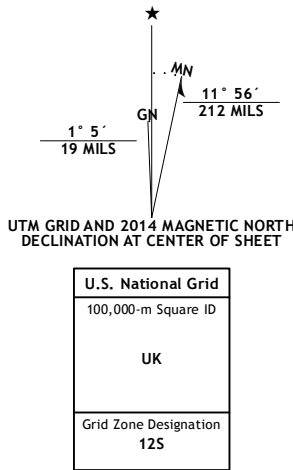 MN
GN
11° 56´
212 MILS
1° 5´
19 MILS
UTM GRID AND 2014 MAGNETIC NORTH
DECLINATION AT CENTER OF SHEET
U.S. National Grid
100,000-m Square ID
UK
Grid Zone Designation
12S